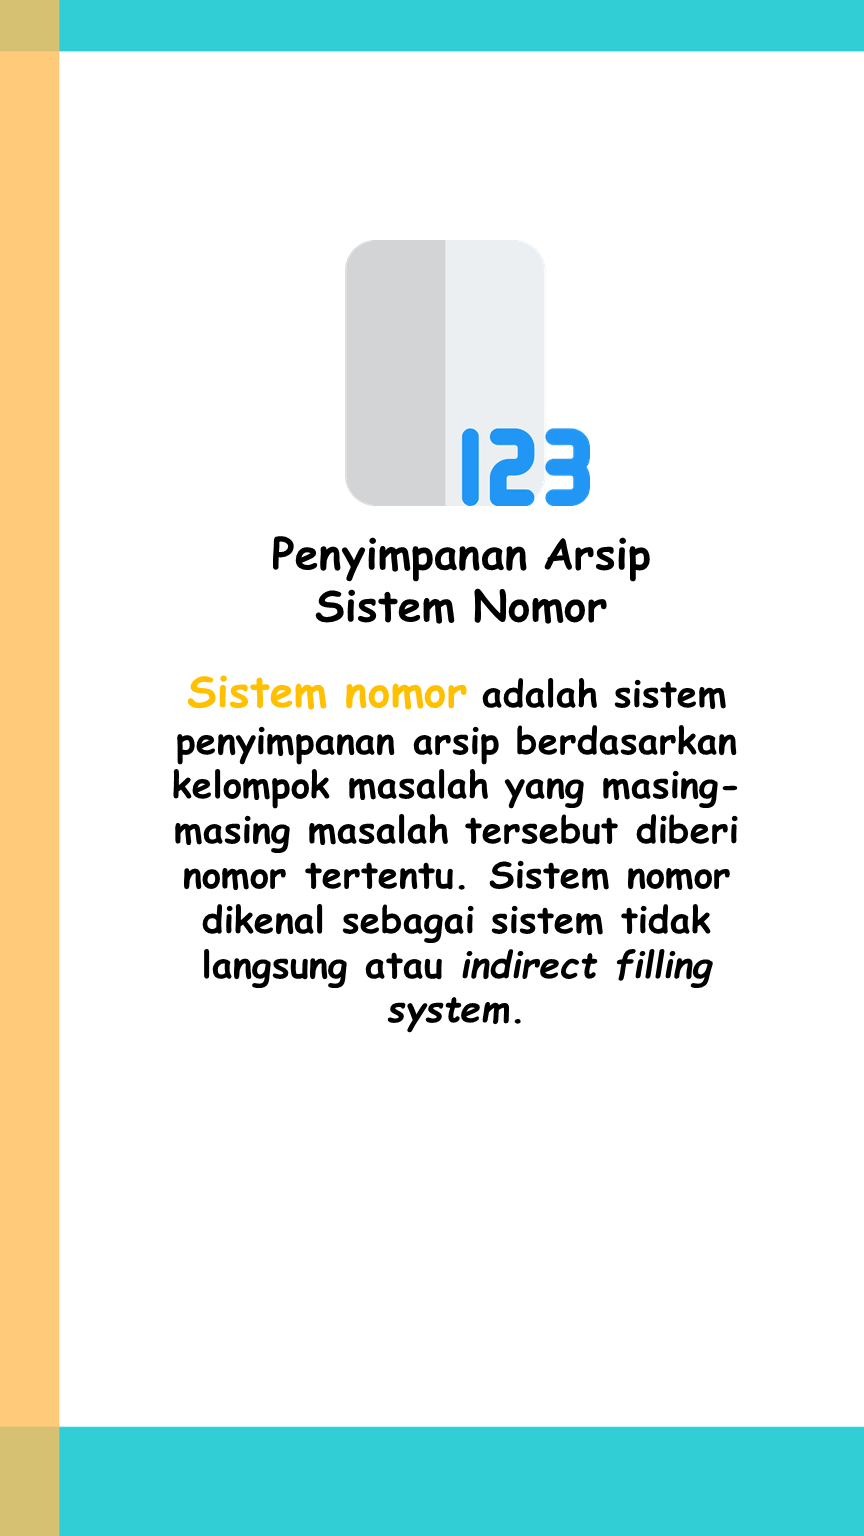 123
Penyimpanan Arsip
Sistem Nomor
Sistem nomor adalah sistem
penyimpanan arsip berdasarkan
kelompok masalah yang masing-
masing masalah tersebut diberi
nomor tertentu. Sistem nomor
dikenal sebagai sistem tidak
langsung atau indirect filling
system.